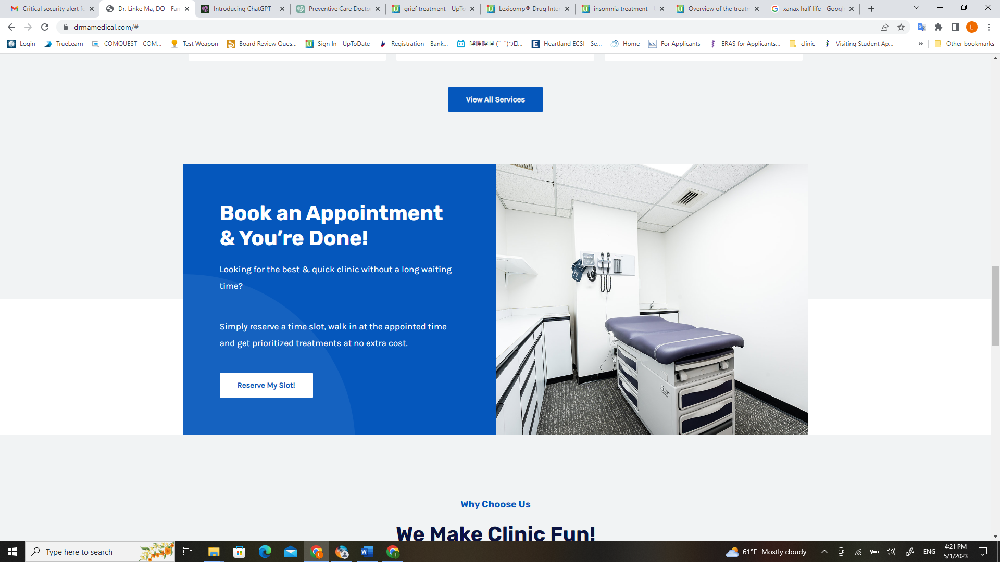 Critical security alert fo
Dr. Linke Ma, DO - Fam
Introducing ChatGPT
Preventive Care Docto
grief treatment - UpTo
Lexicomp® Drug Inter
insomnia treatment -
Overview of the treatm
xanax half life - Googl
drmamedical.com/#
L
Login
TrueLearn
COMQUEST - COM...
Test Weapon
Board Review Ques...
Sign In - UpToDate
Registration - Bank...
Heartland ECSI - Se...
Home
For Applicants
ERAS for Applicants...
clinic
Visiting Student Ap...
»
Other bookmarks
View All Services
Book an Appointment
& You’re Done!
Looking for the best & quick clinic without a long waiting
time?
Simply reserve a time slot, walk in at the appointed time
and get prioritized treatments at no extra cost.
Reserve My Slot!
Ritter
Why Choose Us
We Make Clinic Fun!
Type here to search
61°F Mostly cloudy
ENG
4:21 PM
5/1/2023